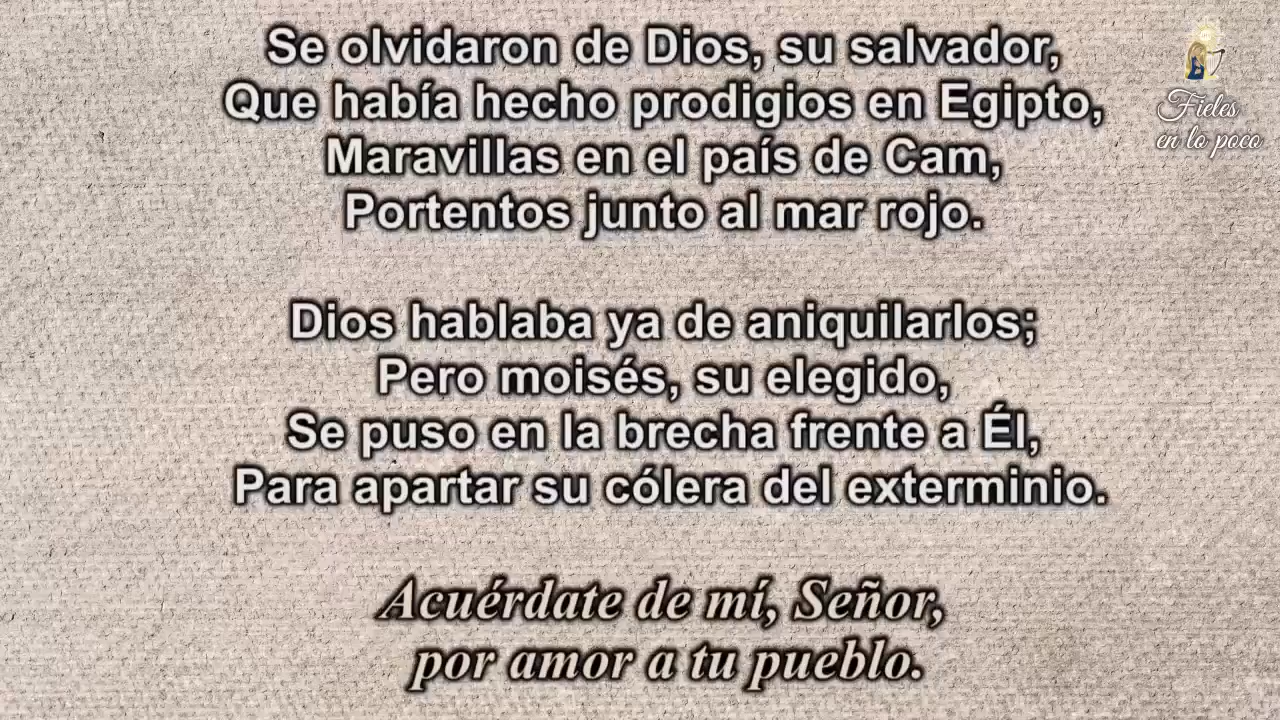 Se olvidaron de Dios, su salvador,
Que había hecho prodigios en Egipto,
Maravillas en el país de Cam,
Portentos junto al mar rojo.
Dios hablaba ya de aniquilarlos;
Pero moisés, su elegido,
Se puso en la brecha frente a Él,
Para apartar su cólera del exterminio.
Acuérdate de mí, Señor,
por amor a tu pueblo.
Fieles
en lo poco